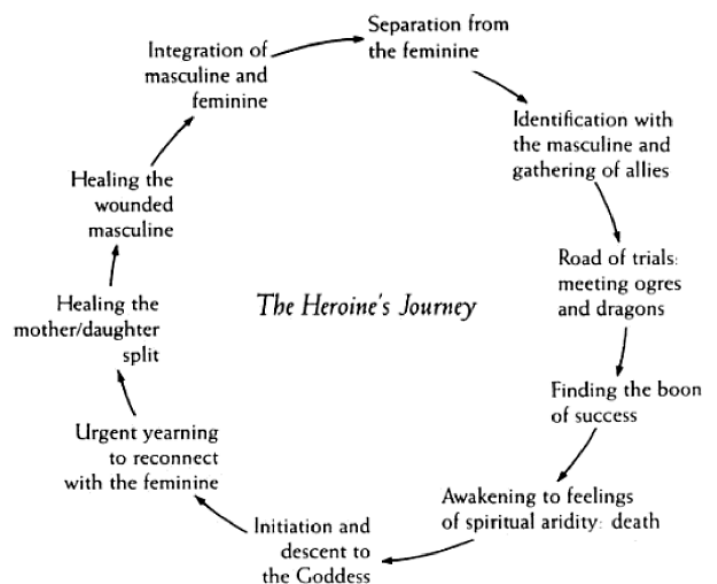 The Heroine's Journey
Separation from
the feminine
Identification with
the masculine and
gathering of allies
Road of trials:
meeting ogres
and dragons
Finding the boon
of success
Awakening to feelings
of spiritual aridity: death
Initiation and
descent to
the Goddess
Urgent yearning
to reconnect
with the feminine
Healing the
mother/daughter
split
Healing the
wounded
masculine
Integration of
masculine and
feminine